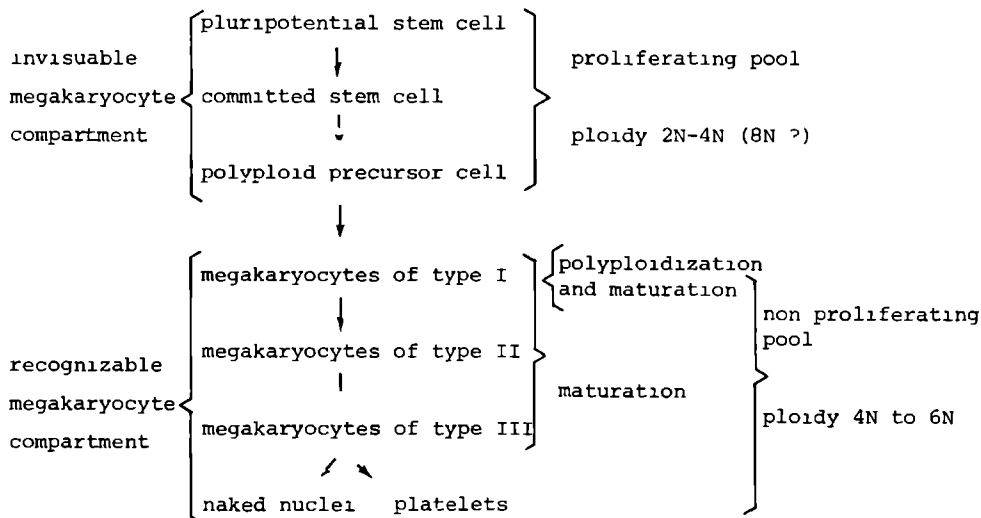 pluripotential stem cell
invisuable
proliferating pool
megakaryocyte
committed stem cell
compartment
ploidy 2N-4N (8N ?)
polyploid precursor cell
megakaryocytes of type I
polyploidization
and maturation
non proliferating
pool
megakaryocytes of type II
recognizable
maturation
megakaryocyte
ploidy 4N to 6N
megakaryocytes of type III
compartment
naked nuclei platelets